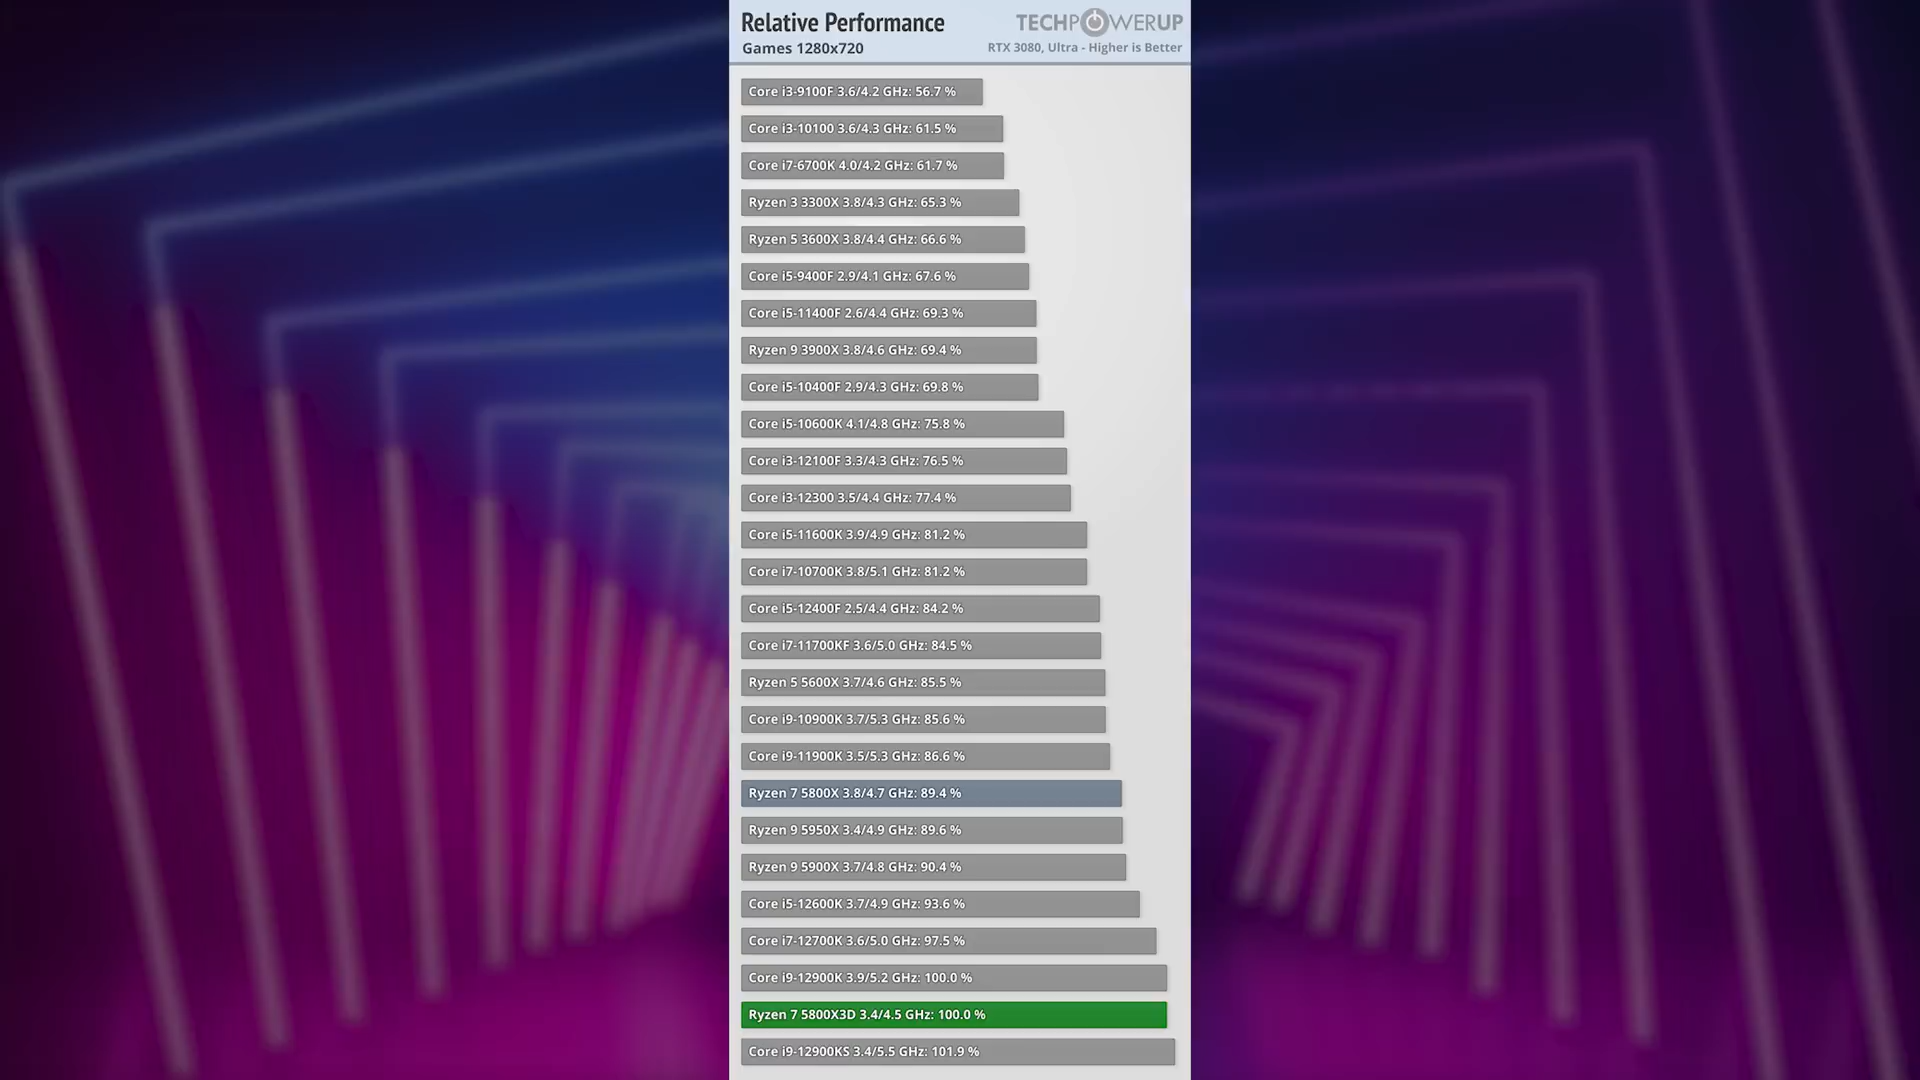 Relative Performance
TECHPOWERUP
Games 1280x720
RTX 3080, Ultra - Higher is Better
Core i3-9100F 3.6/4.2 GHz: 56.7 %
Core i3-10100 3.6/4.3 GHz: 61.5 %
Core i7-6700K 4.0/4.2 GHz: 61.7 %
Ryzen 3 3300X 3.8/4.3 GHz: 65.3 %
Ryzen 5 3600X 3.8/4.4 GHz: 66.6 %
Core i5-9400F 2.9/4.1 GHz: 67.6 %
Core i5-11400F 2.6/4.4 GHz: 69.3 %
Ryzen 9 3900X 3.8/4.6 GHz: 69.4 %
Core i5-10400F 2.9/4.3 GHz: 69.8 %
Core i5-10600K 4.1/4.8 GHz: 75.8 %
Core i3-12100F 3.3/4.3 GHz: 76.5 %
Core i3-12300 3.5/4.4 GHz: 77.4 %
Core i5-11600K 3.9/4.9 GHz: 81.2 %
Core i7-10700K 3.8/5.1 GHz: 81.2 %
Core i5-12400F 2.5/4.4 GHz: 84.2 %
Core i7-11700KF 3.6/5.0 GHz: 84.5 %
Ryzen 5 5600X 3.7/4.6 GHz: 85.5 %
Core i9-10900K 3.7/5.3 GHz: 85.6 %
Core i9-11900K 3.5/5.3 GHz: 86.6 %
Ryzen 7 5800X 3.8/4.7 GHz: 89.4 %
Ryzen 9 5950X 3.4/4.9 GHz: 89.6 %
Ryzen 9 5900X 3.7/4.8 GHz: 90.4 %
Core i5-12600K 3.7/4.9 GHz: 93.6 %
Core i7-12700K 3.6/5.0 GHz: 97.5 %
Core i9-12900K 3.9/5.2 GHz: 100.0 %
Ryzen 7 5800X3D 3.4/4.5 GHz: 100.0 %
Core i9-12900KS 3.4/5.5 GHz: 101.9 %